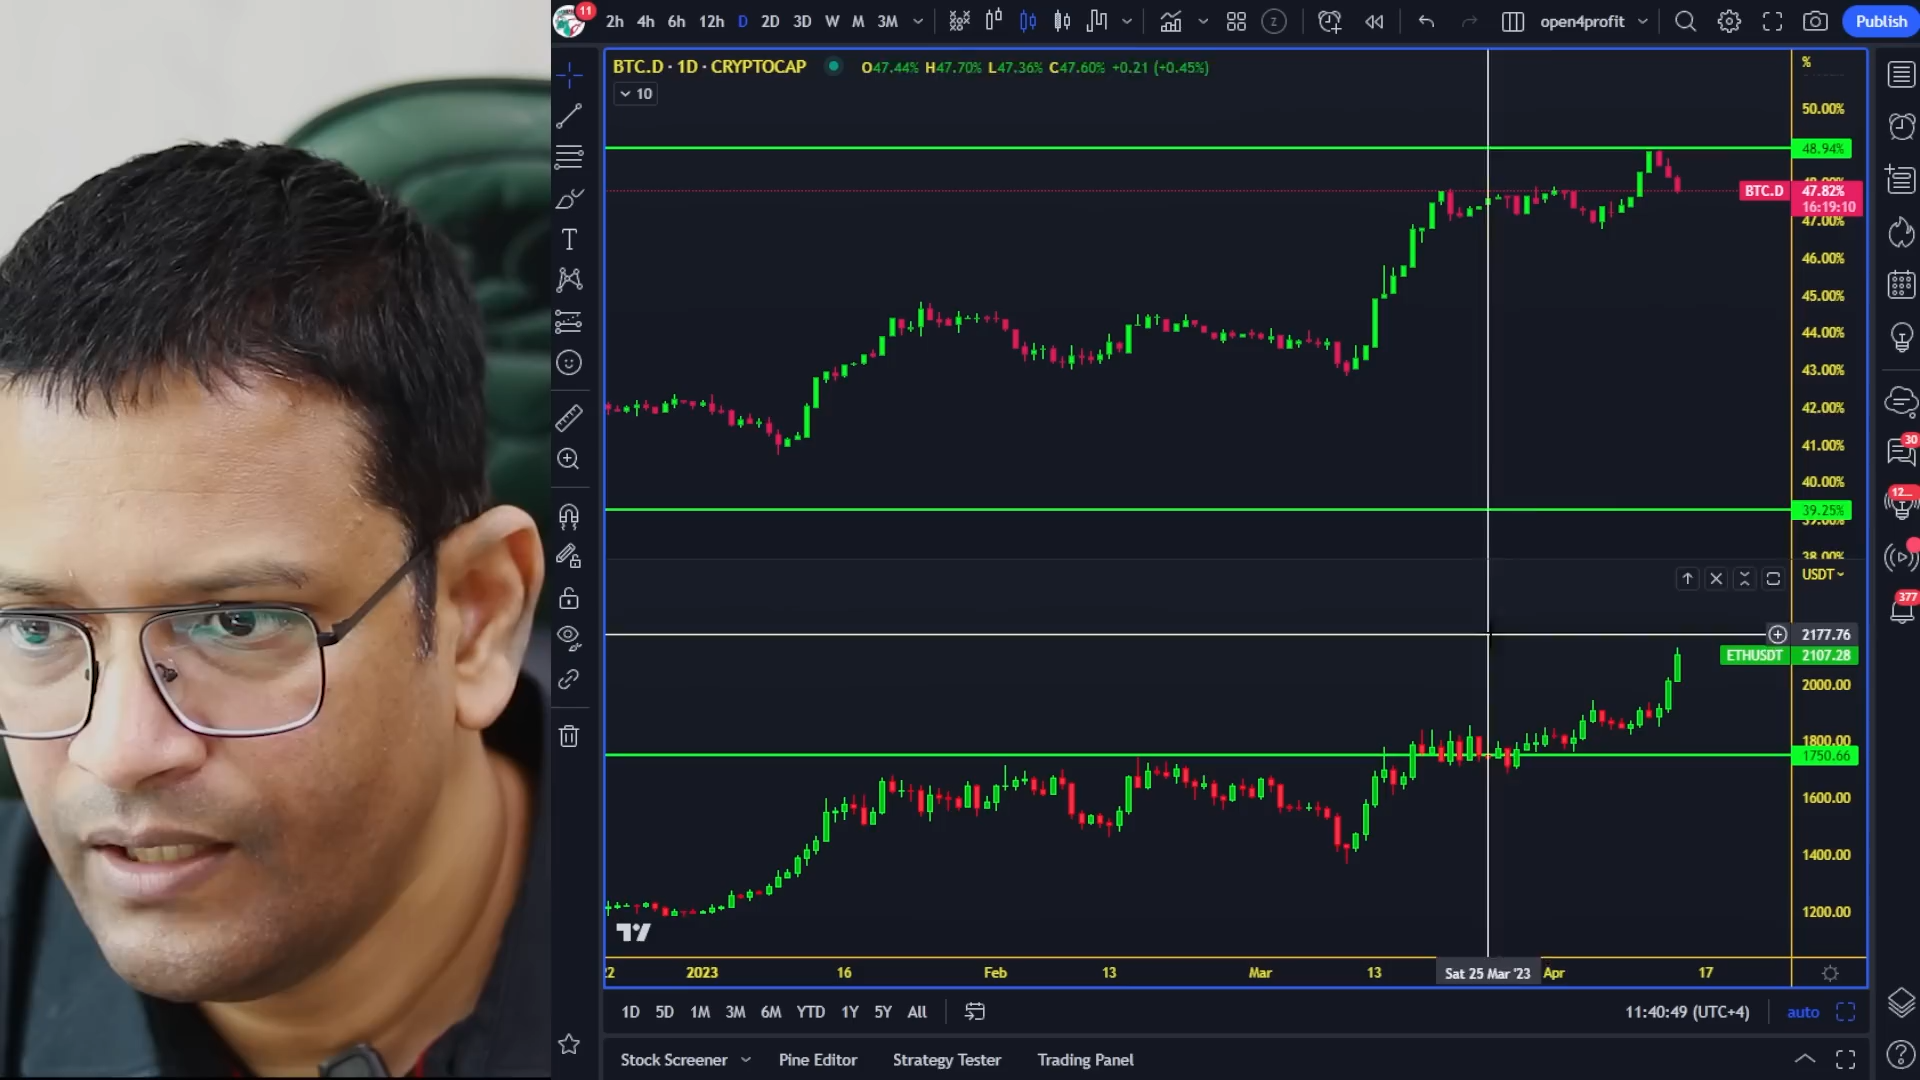 11
2h 4h 6h 12h D 2D 3D W M 3M
Z
open4profit
Publish
BTC.D · 1D · CRYPTOCAP
O47.44% H47.70% L47.36% C47.60% +0.21 (+0.45%)
10
%
50.00%
48.94%
BTC.D 47.82%
16:19:10
47.00%
46.00%
45.00%
44.00%
43.00%
42.00%
41.00%
40.00%
39.25%
38.00%
USDT
2177.76
ETHUSDT 2107.28
2000.00
1800.00
1750.66
1600.00
1400.00
1200.00
2023 16 Feb 13 Mar 13 Sat 25 Mar '23 Apr 17
1D 5D 1M 3M 6M YTD 1Y 5Y All
11:40:49 (UTC+4) auto
Stock Screener Pine Editor Strategy Tester Trading Panel
30
12...
377